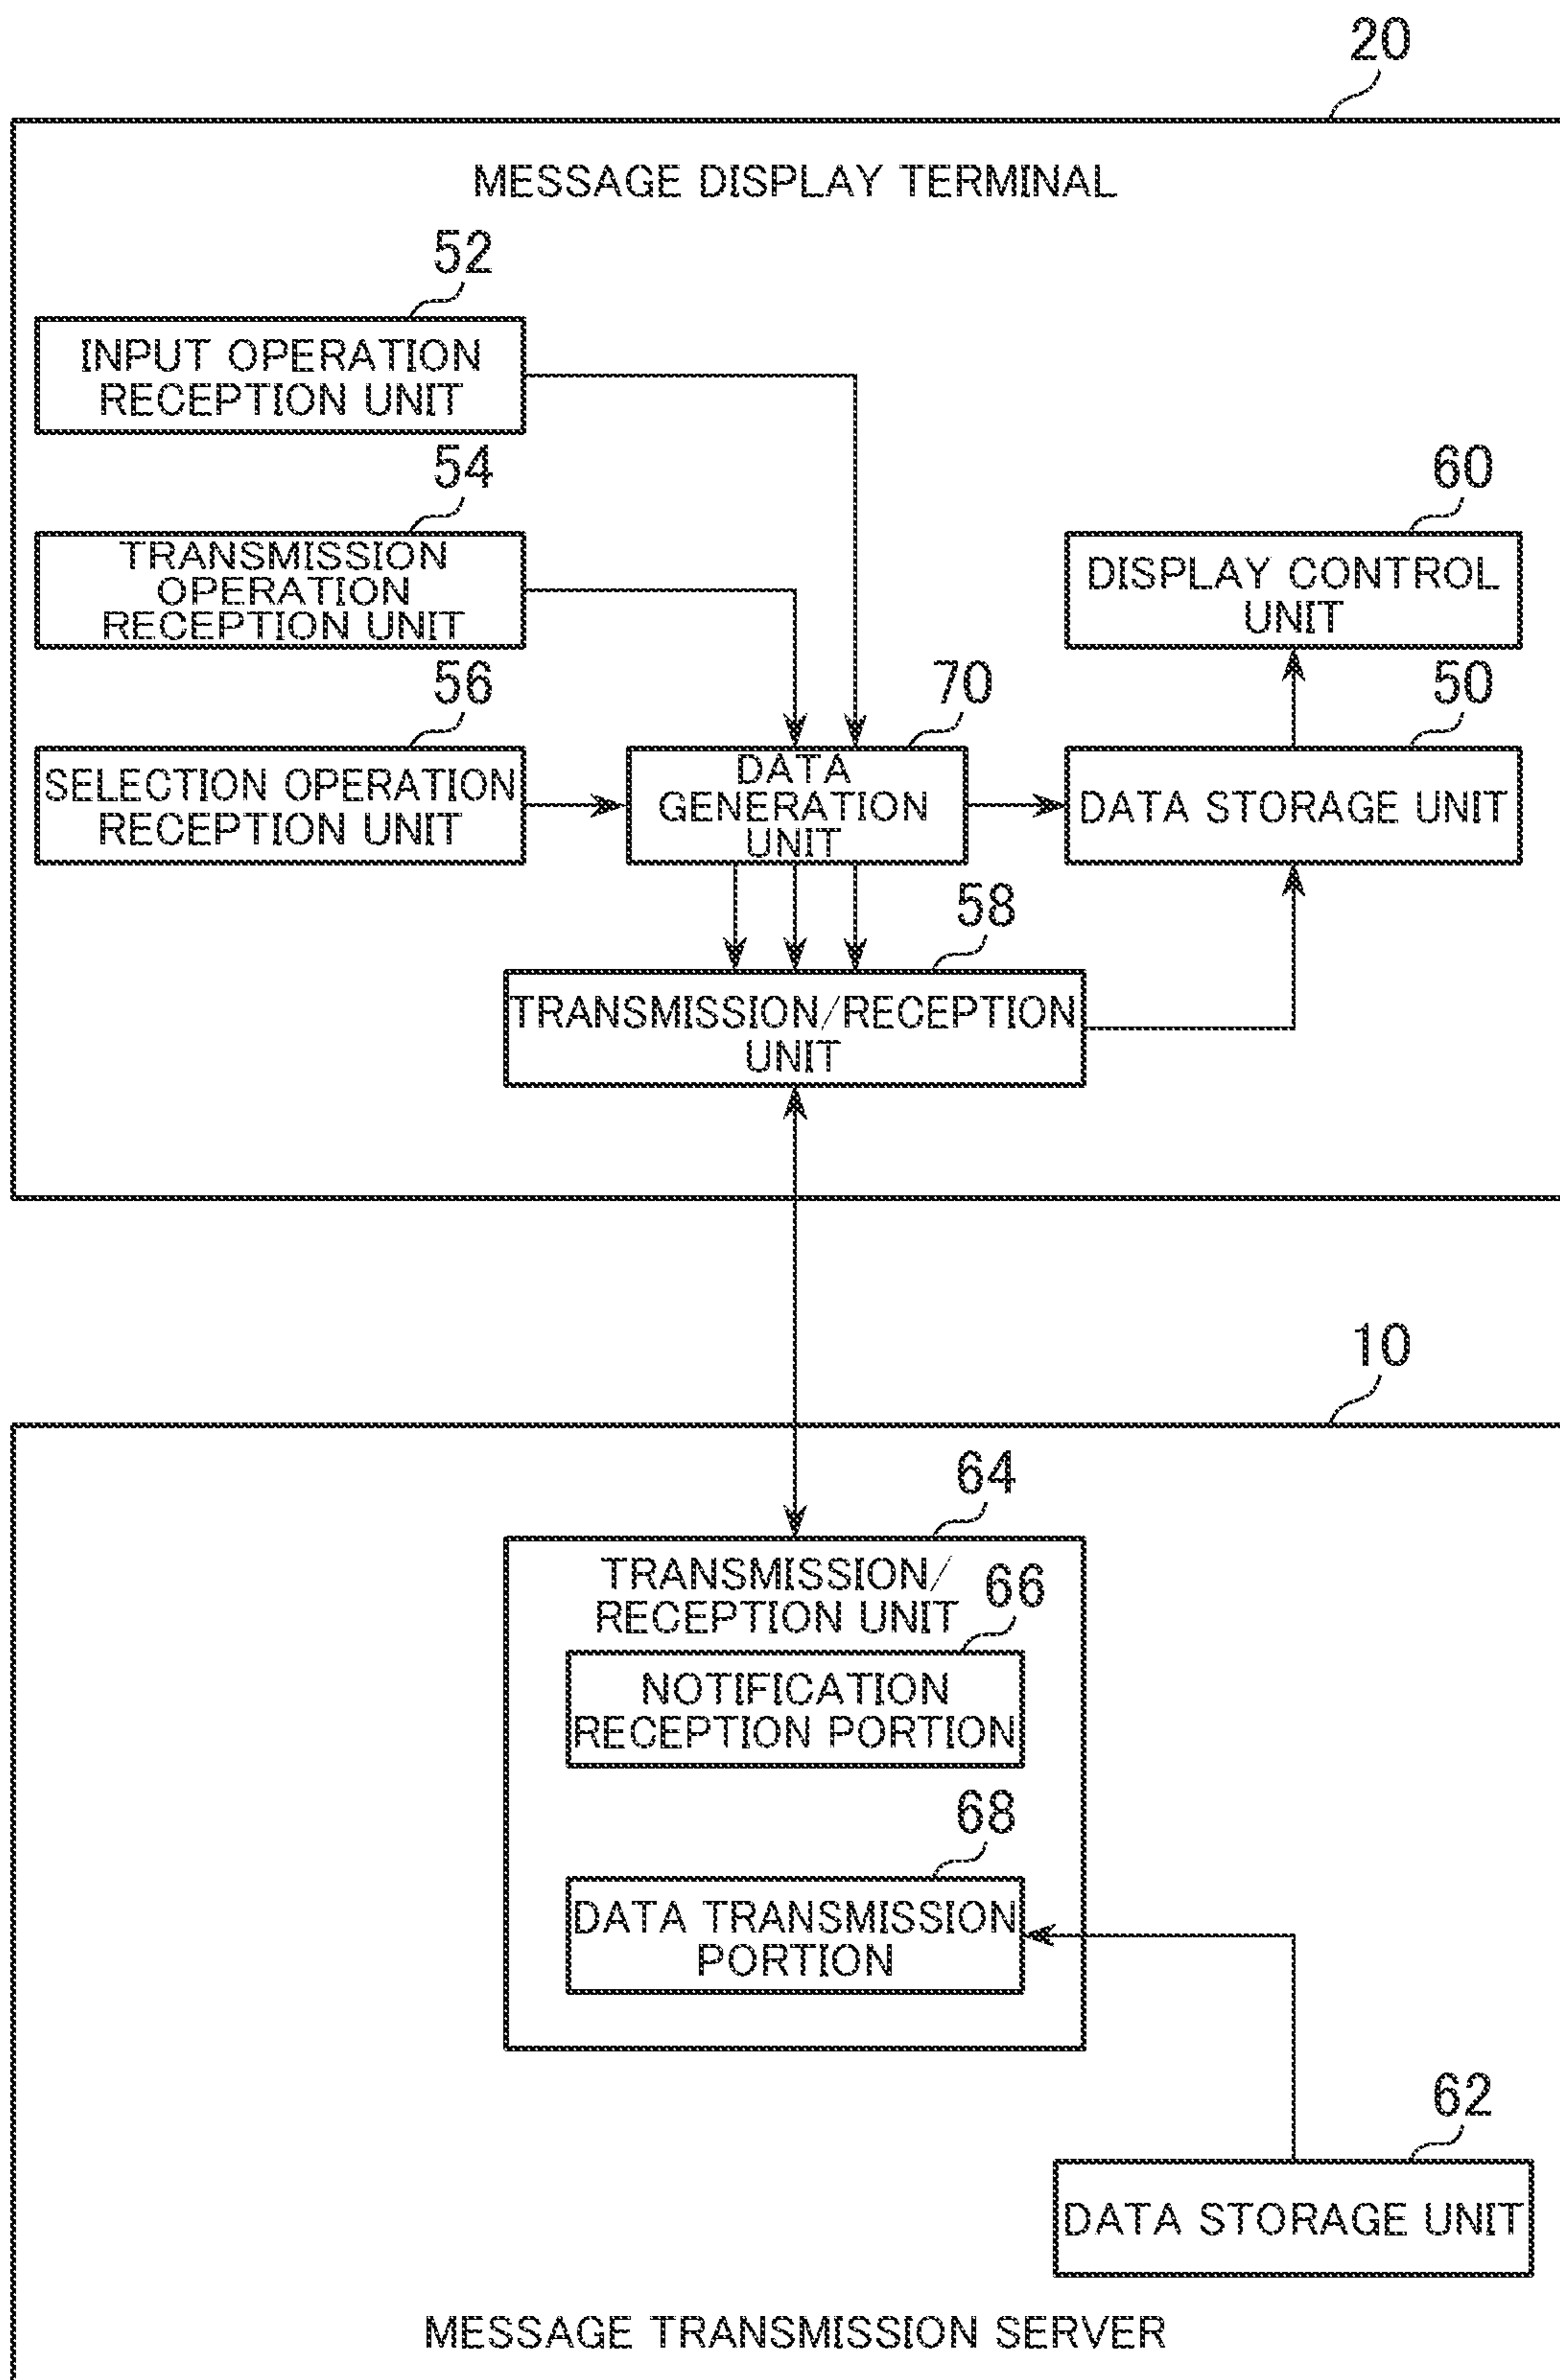 20
MESSAGE DISPLAY TERMINAL
52
INPUT OPERATION
RECEPTION UNIT
54
TRANSMISSION
OPERATION
RECEPTION UNIT
60
DISPLAY CONTROL
UNIT
56
SELECTION OPERATION
RECEPTION UNIT
70
DATA
GENERATION
UNIT
50
DATA STORAGE UNIT
58
TRANSMISSION/RECEPTION
UNIT
10
64
TRANSMISSION/
RECEPTION UNIT
66
NOTIFICATION
RECEPTION PORTION
68
DATA TRANSMISSION
PORTION
62
DATA STORAGE UNIT
MESSAGE TRANSMISSION SERVER